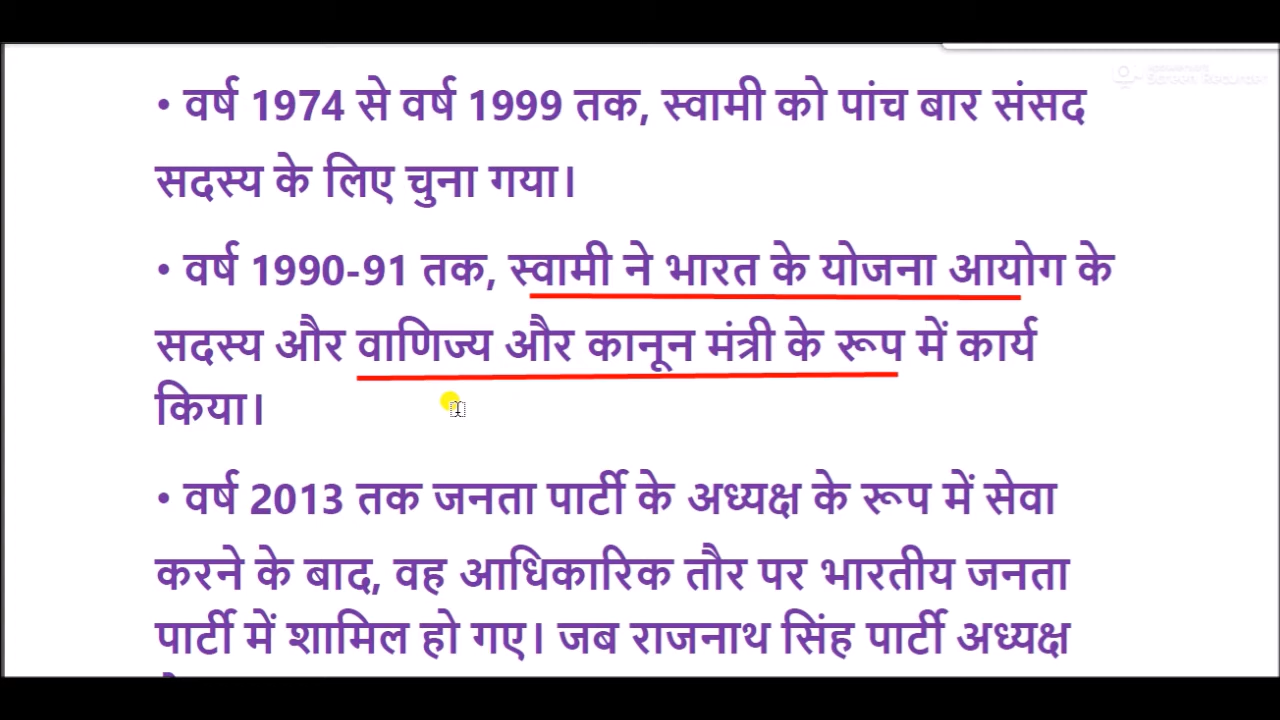 • वर्ष 1974 से वर्ष 1999 तक, स्वामी को पांच बार संसद
सदस्य के लिए चुना गया।
• वर्ष 1990-91 तक, स्वामी ने भारत के योजना आयोग के
सदस्य और वाणिज्य और कानून मंत्री के रूप में कार्य
किया।
• वर्ष 2013 तक जनता पार्टी के अध्यक्ष के रूप में सेवा
करने के बाद, वह आधिकारिक तौर पर भारतीय जनता
पार्टी में शामिल हो गए। जब राजनाथ सिंह पार्टी अध्यक्ष